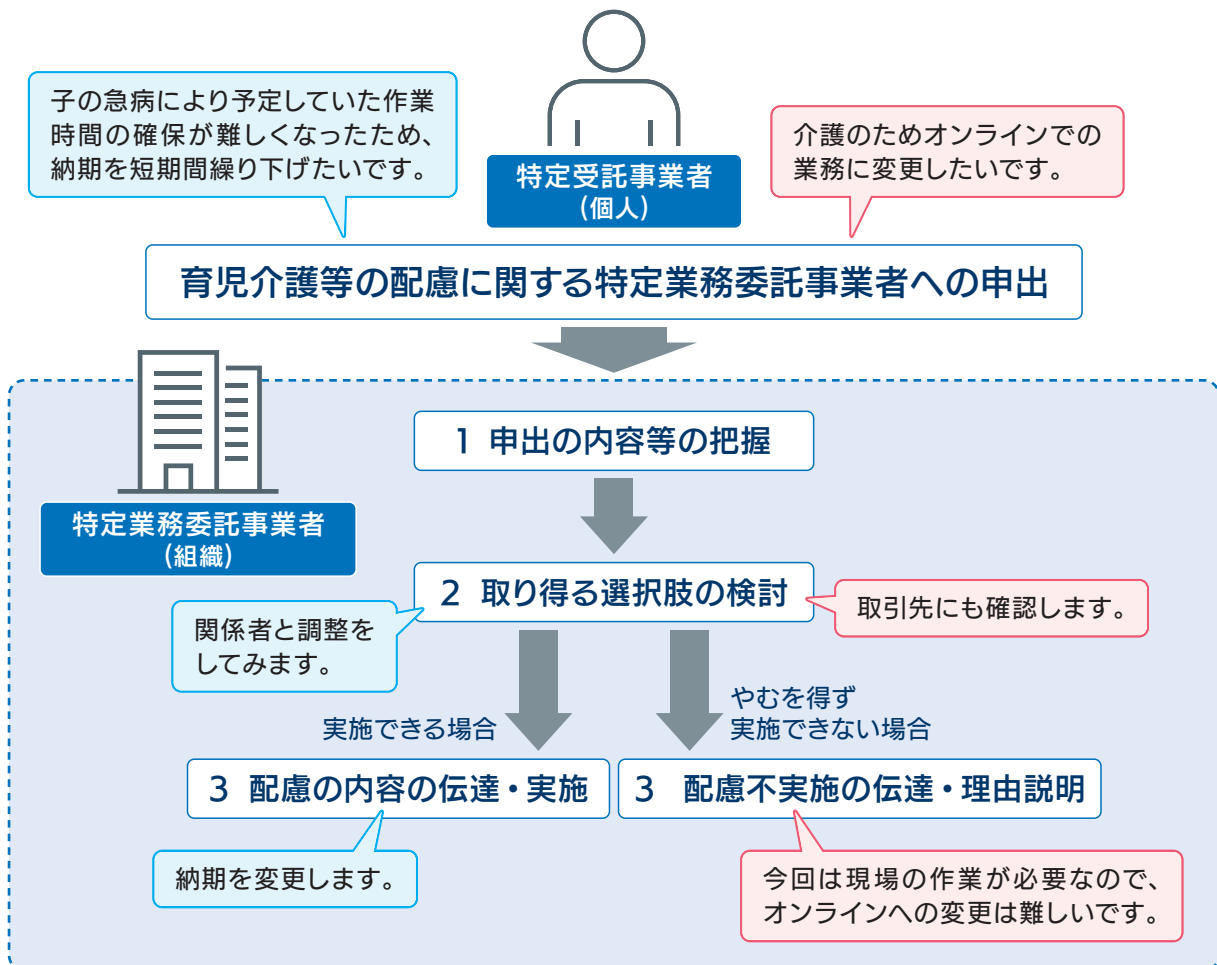 子の急病により予定していた作業
時間の確保が難しくなったため、
納期を短期間繰り下げたいです。
特定受託事業者
(個人)
介護のためオンラインでの
業務に変更したいです。
育児介護等の配慮に関する特定業務委託事業者への申出
特定業務委託事業者
(組織)
1 申出の内容等の把握
2 取り得る選択肢の検討
関係者と調整を
してみます。
取引先にも確認します。
実施できる場合
やむを得ず
実施できない場合
3 配慮の内容の伝達・実施
3 配慮不実施の伝達・理由説明
納期を変更します。
今回は現場の作業が必要なので、
オンラインへの変更は難しいです。